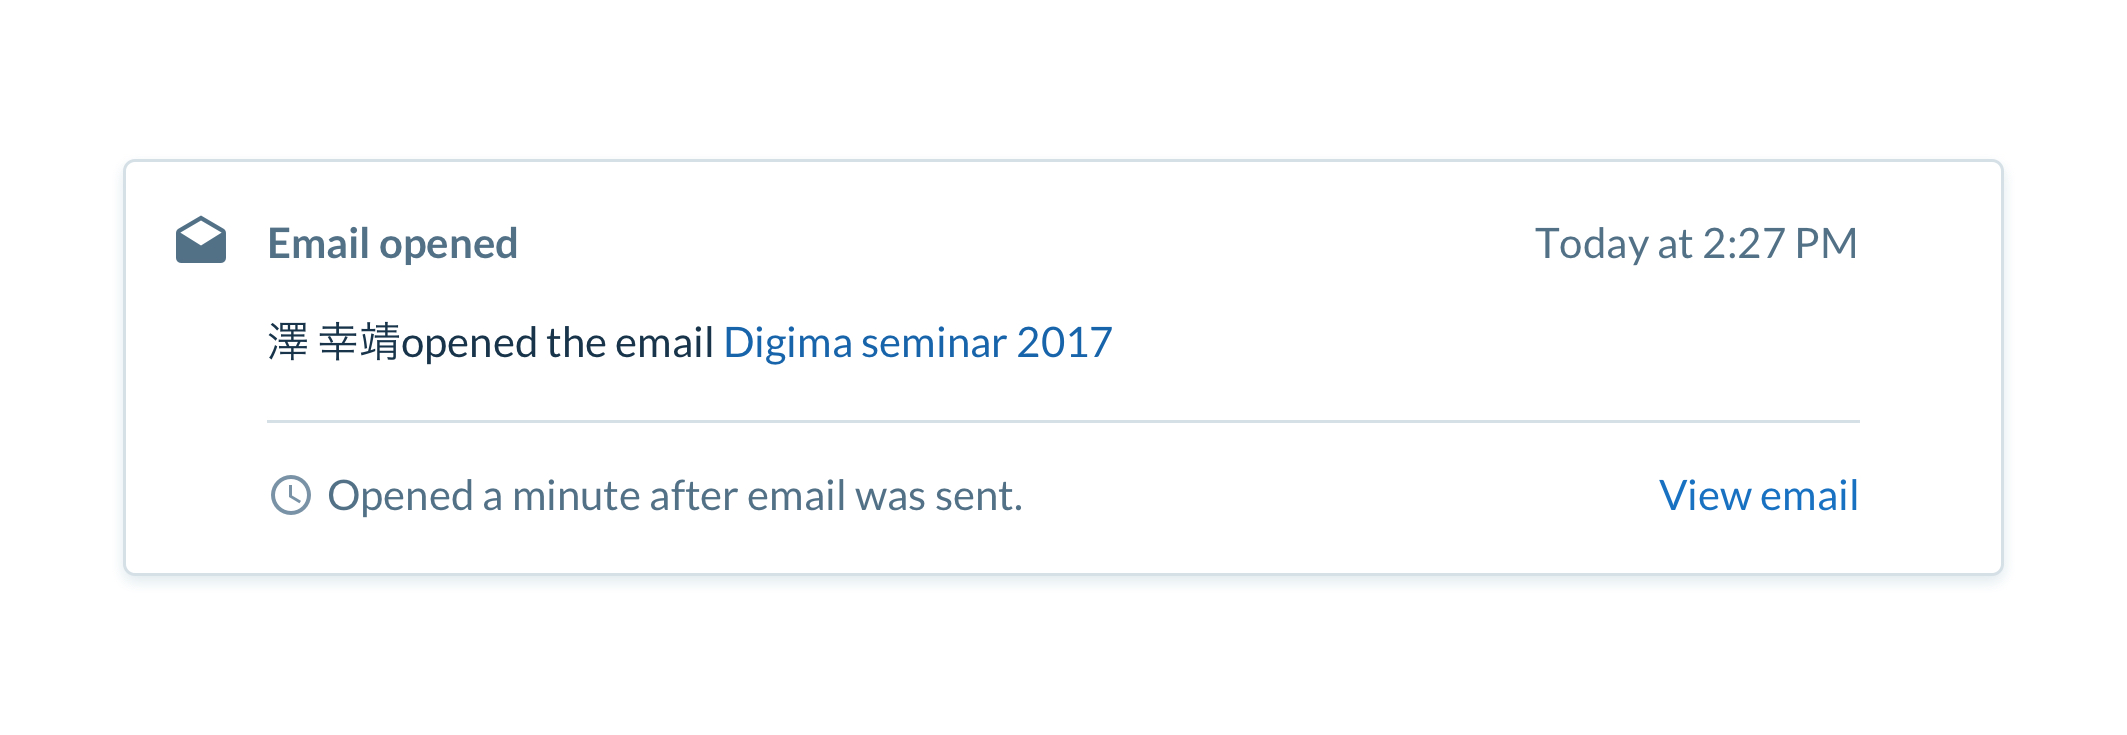 Email opened
Today at 2:27 PM
澤 幸靖opened the email Digima seminar 2017
Opened a minute after email was sent.
View email